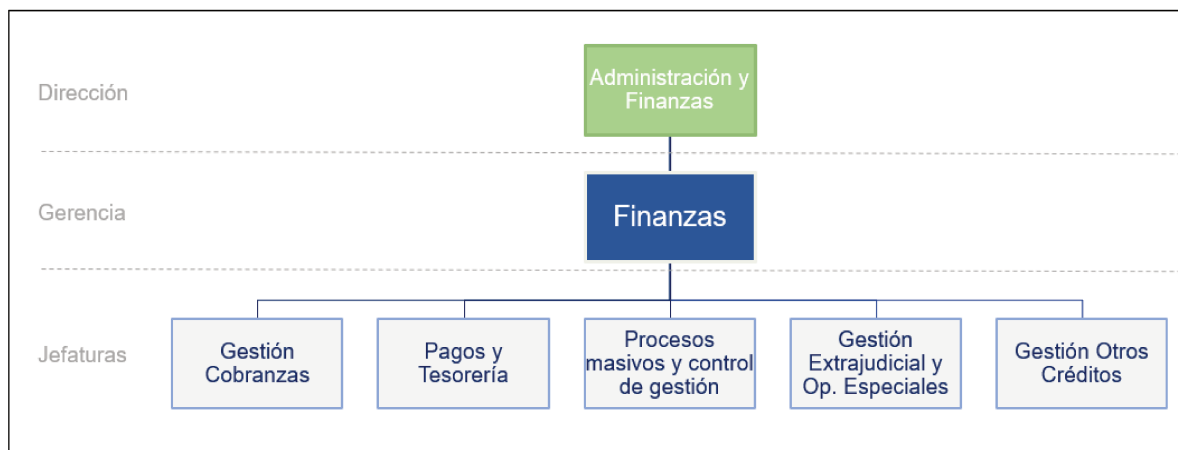 Dirección
Administración y
Finanzas
Gerencia
Finanzas
Jefaturas
Gestión
Cobranzas
Pagos y
Tesorería
Procesos
masivos y control
de gestión
Gestión
Extrajudicial y
Op. Especiales
Gestión Otros
Créditos